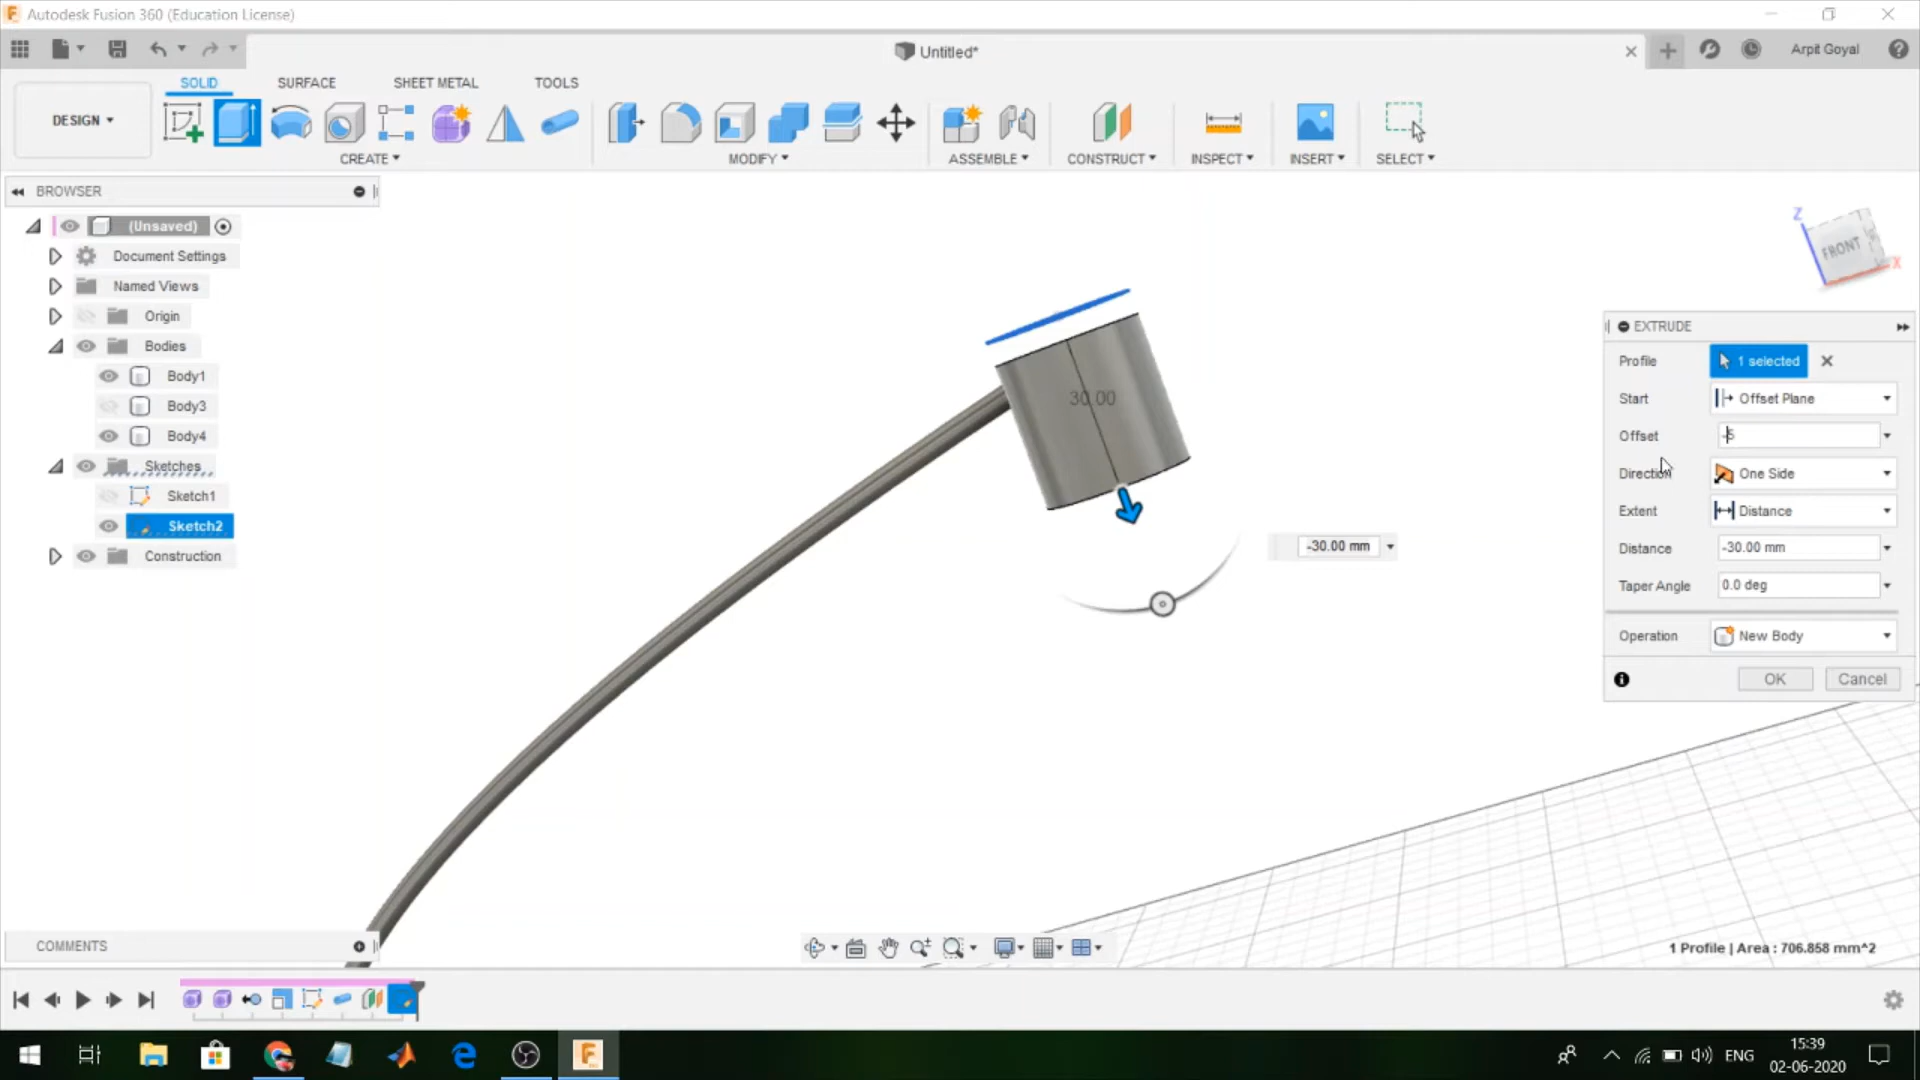 Autodesk Fusion 360 (Education License)
Untitled*
Arpit Goyal
SOLID SURFACE SHEET METAL TOOLS
DESIGN
CREATE MODIFY ASSEMBLE CONSTRUCT INSPECT INSERT SELECT
BROWSER
(Unsaved)
Document Settings
Named Views
Origin
Bodies
Body1
Body3
Body4
Sketches
Sketch1
Sketch2
Construction
30.00
-30.00 mm
Z
FRONT
X
EXTRUDE
Profile 1 selected
Start Offset Plane
Offset -5
Direction One Side
Extent Distance
Distance -30.00 mm
Taper Angle 0.0 deg
Operation New Body
OK Cancel
COMMENTS
1 Profile | Area : 706.858 mm^2
ENG
15:39
02-06-2020